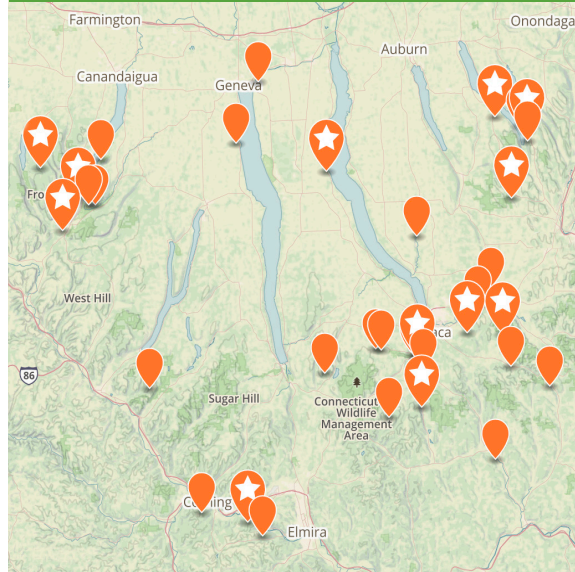 Farmington
Onondaga
Auburn
Canandaigua
Geneva
West Hill
86
Sugar Hill
Connecticut
Wildlife
Management
Area
Elmira